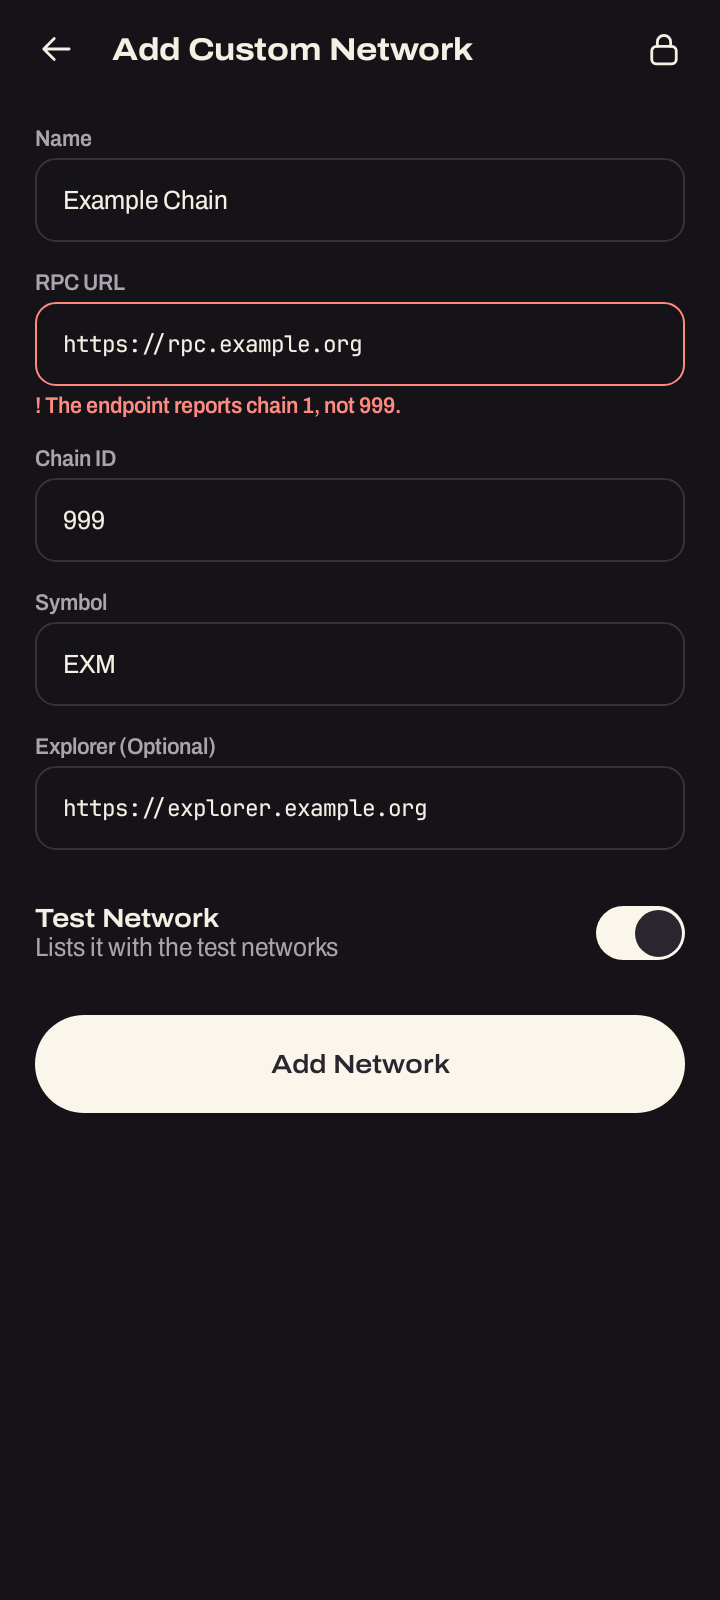 Add Custom Network
Name
Example Chain
RPC URL
https://rpc.example.org
! The endpoint reports chain 1, not 999.
Chain ID
999
Symbol
EXM
Explorer (Optional)
https://explorer.example.org
Test Network
Lists it with the test networks
Add Network